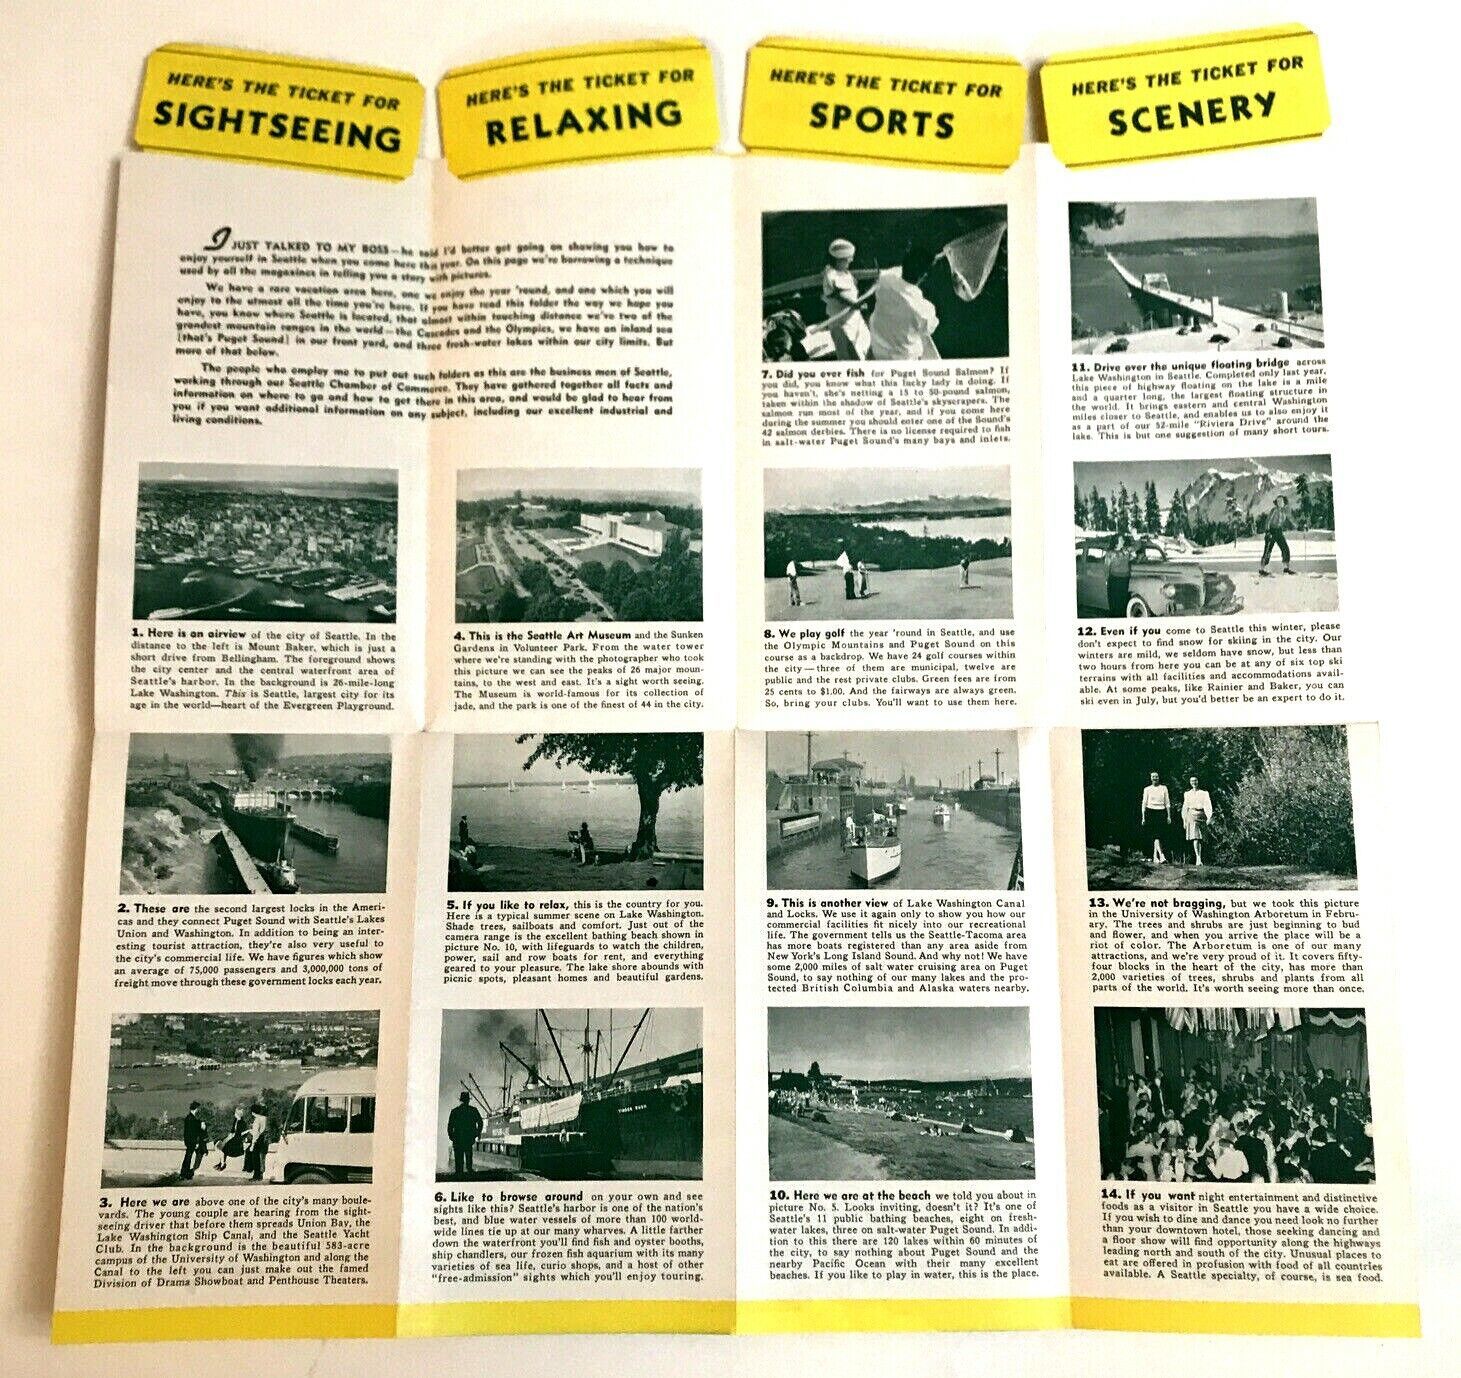 HERE'S THE TICKET FOR
SIGHTSEEING
HERE'S THE TICKET FOR
RELAXING
HERE'S THE TICKET FOR
SPORTS
HERE'S THE TICKET FOR
SCENERY
I JUST TALKED TO MY BOSS—he said I'd better get going on showing you how to
enjoy yourself in Seattle when you come here this year. On this page we're borrowing a technique
used by all the magazines in telling you a story with pictures.
We have a rare vacation area here, one we enjoy the year 'round, and one which you will
enjoy to the utmost all the time you're here. If you have read this folder the way we hope you
have, you know where Seattle is located, that almost within touching distance we've two of the
grandest mountain ranges in the world—the Cascades and the Olympics, we have an inland sea
(that's Puget Sound) in our front yard, and three fresh-water lakes within our city limits. But
more of that below.
The people who employ me to put out such folders as this are the business men of Seattle,
working through our Seattle Chamber of Commerce. They have gathered together all facts and
information on where to go and how to get there in this area, and would be glad to hear from
you if you want additional information on any subject, including our excellent industrial and
living conditions.
1. Here is an airview of the city of Seattle. In the
distance to the left is Mount Baker, which is just a
short drive from Bellingham. The foreground shows
the city center and the central waterfront area of
Seattle's harbor. In the background is 26-mile-long
Lake Washington. This is Seattle, largest city for its
age in the world—heart of the Evergreen Playground.
2. These are the second largest locks in the Ameri-
cas and they connect Puget Sound with Seattle's Lakes
Union and Washington. In addition to being an inter-
esting tourist attraction, they're also very useful to
the city's commercial life. We have figures which show
an average of 75,000 passengers and 3,000,000 tons of
freight move through these government locks each year.
3. Here we are above one of the city's many boule-
vards. The young couple are hearing from the sight-
seeing driver that before them spreads Union Bay, the
Lake Washington Ship Canal, and the Seattle Yacht
Club. In the background is the beautiful 583-acre
campus of the University of Washington and along the
Canal to the left you can just make out the famed
Division of Drama Showboat and Penthouse Theaters.
4. This is the Seattle Art Museum and the Sunken
Gardens in Volunteer Park. From the water tower
where we're standing with the photographer who took
this picture we can see the peaks of 26 major moun-
tains, to the west and east. It's a sight worth seeing.
The Museum is world-famous for its collection of
jade, and the park is one of the finest of 44 in the city.
5. If you like to relax, this is the country for you.
Here is a typical summer scene on Lake Washington.
Shade trees, sailboats and comfort. Just out of the
camera range is the excellent bathing beach shown in
picture No. 10, with lifeguards to watch the children,
power, sail and row boats for rent, and everything
geared to your pleasure. The lake shore abounds with
picnic spots, pleasant homes and beautiful gardens.
TIMBER RUSH
6. Like to browse around on your own and see
sights like this? Seattle's harbor is one of the nation's
best, and blue water vessels of more than 100 world-
wide lines tie up at our many wharves. A little farther
down the waterfront you'll find fish and oyster booths,
ship chandlers, our frozen fish aquarium with its many
varieties of sea life, curio shops, and a host of other
"free-admission" sights which you'll enjoy touring.
7. Did you ever fish for Puget Sound Salmon? If
you did, you know what this lucky lady is doing. If
you haven't, she's netting a 15 to 50-pound salmon,
taken within the shadow of Seattle's skyscrapers. The
salmon run most of the year, and if you come here
during the summer you should enter one of the Sound's
42 salmon derbies. There is no license required to fish
in salt-water Puget Sound's many bays and inlets.
8. We play golf the year 'round in Seattle, and use
the Olympic Mountains and Puget Sound on this
course as a backdrop. We have 24 golf courses within
the city—three of them are municipal, twelve are
public and the rest private clubs. Green fees are from
25 cents to $1.00. And the fairways are always green.
So, bring your clubs. You'll want to use them here.
9. This is another view of Lake Washington Canal
and Locks. We use it again only to show you how our
commercial facilities fit nicely into our recreational
life. The government tells us the Seattle-Tacoma area
has more boats registered than any area aside from
New York's Long Island Sound. And why not! We have
some 2,000 miles of salt water cruising area on Puget
Sound, to say nothing of our many lakes and the pro-
tected British Columbia and Alaska waters nearby.
10. Here we are at the beach we told you about in
picture No. 5. Looks inviting, doesn't it? It's one of
Seattle's 11 public bathing beaches, eight on fresh-
water lakes, three on salt-water Puget Sound. In addi-
tion to this there are 120 lakes within 60 minutes of
the city, to say nothing about Puget Sound and the
nearby Pacific Ocean with their many excellent
beaches. If you like to play in water, this is the place.
11. Drive over the unique floating bridge across
Lake Washington in Seattle. Completed only last year,
this piece of highway floating on the lake is a mile
and a quarter long, the largest floating structure in
the world. It brings eastern and central Washington
miles closer to Seattle, and enables us to also enjoy it
as a part of our 52-mile "Riviera Drive" around the
lake. This is but one suggestion of many short tours.
12. Even if you come to Seattle this winter, please
don't expect to find snow for skiing in the city. Our
winters are mild, we seldom have snow, but less than
two hours from here you can be at any of six top ski
terrains with all facilities and accommodations avail-
able. At some peaks, like Rainier and Baker, you can
ski even in July, but you'd better be an expert to do it.
13. We're not bragging, but we took this picture
in the University of Washington Arboretum in Febru-
ary. The trees and shrubs are just beginning to bud
and flower, and when you arrive the place will be a
riot of color. The Arboretum is one of our many
attractions, and we're very proud of it. It covers fifty-
four blocks in the heart of the city, has more than
2,000 varieties of trees, shrubs and plants from all
parts of the world. It's worth seeing more than once.
14. If you want night entertainment and distinctive
foods as a visitor in Seattle you have a wide choice.
If you wish to dine and dance you need look no further
than your downtown hotel, those seeking dancing and
a floor show will find opportunity along the highways
leading north and south of the city. Unusual places to
eat are offered in profusion with food of all countries
available. A Seattle specialty, of course, is sea food.